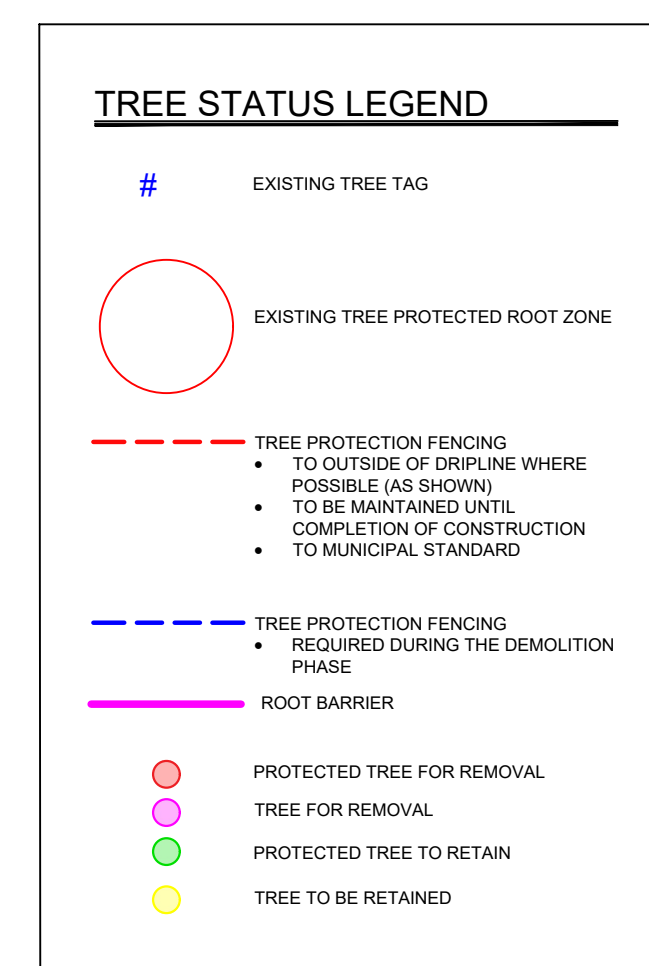 TREE STATUS LEGEND
# EXISTING TREE TAG
EXISTING TREE PROTECTED ROOT ZONE
TREE PROTECTION FENCING
• TO OUTSIDE OF DRIPLINE WHERE
POSSIBLE (AS SHOWN)
• TO BE MAINTAINED UNTIL
COMPLETION OF CONSTRUCTION
• TO MUNICIPAL STANDARD
TREE PROTECTION FENCING
• REQUIRED DURING THE DEMOLITION
PHASE
ROOT BARRIER
PROTECTED TREE FOR REMOVAL
TREE FOR REMOVAL
PROTECTED TREE TO RETAIN
TREE TO BE RETAINED